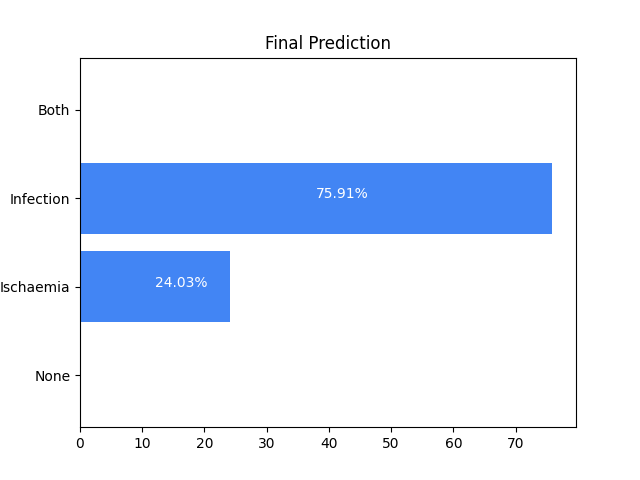 Final Prediction
Both
Infection
75.91%
Ischaemia
24.03%
None
0 10 20 30 40 50 60 70